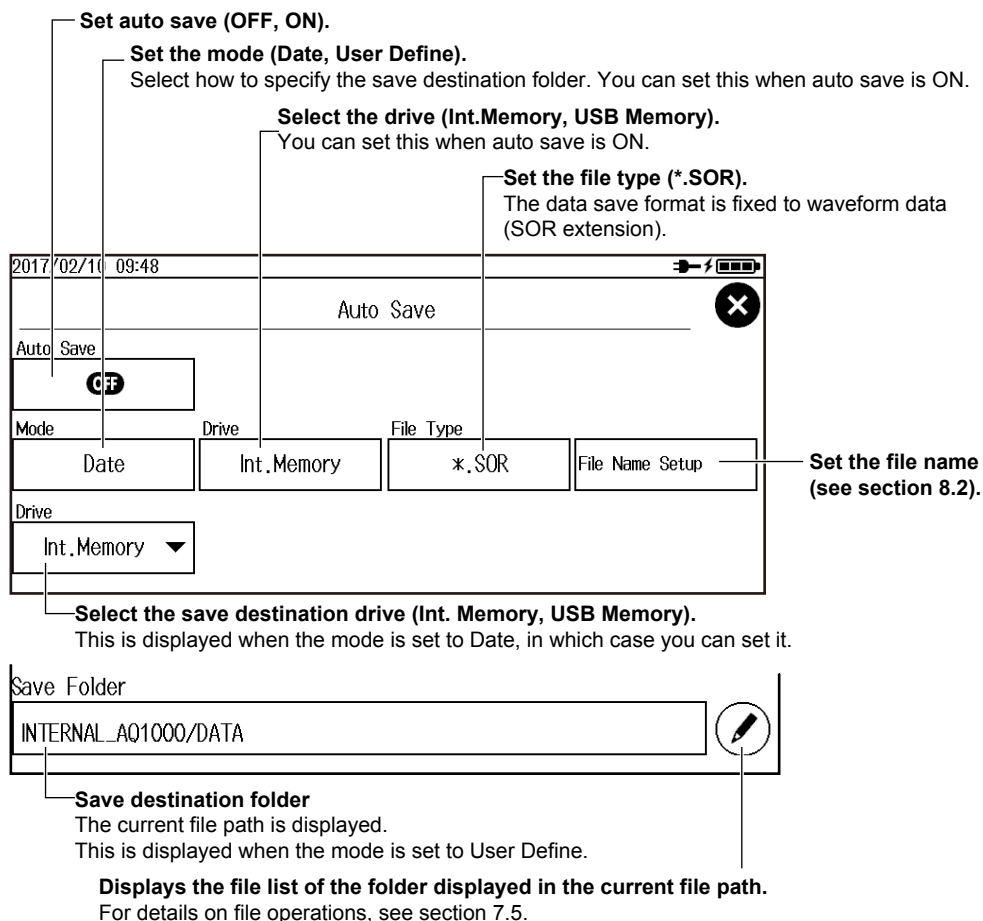 Set auto save (OFF, ON).
Set the mode (Date, User Define).
Select how to specify the save destination folder. You can set this when auto save is ON.
Select the drive (Int.Memory, USB Memory).
You can set this when auto save is ON.
Set the file type (*.SOR).
The data save format is fixed to waveform data
(SOR extension).
2017/02/10 09:48
Auto Save
Auto Save
OFF
Mode
Drive
File Type
Date
Int.Memory
*.SOR
File Name Setup
Set the file name
(see section 8.2).
Drive
Int.Memory
Select the save destination drive (Int. Memory, USB Memory).
This is displayed when the mode is set to Date, in which case you can set it.
Save Folder
INTERNAL_AQ1000/DATA
Save destination folder
The current file path is displayed.
This is displayed when the mode is set to User Define.
Displays the file list of the folder displayed in the current file path.
For details on file operations, see section 7.5.